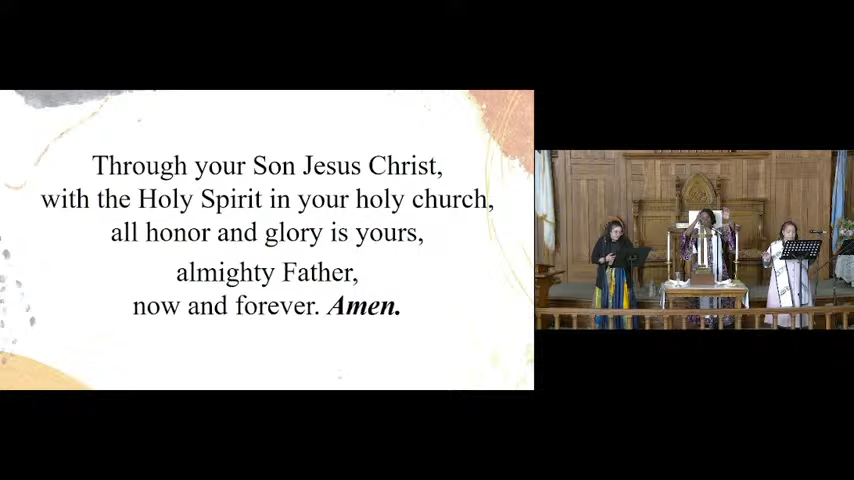 Through your Son Jesus Christ,
with the Holy Spirit in your holy church,
all honor and glory is yours,
almighty Father,
now and forever. Amen.